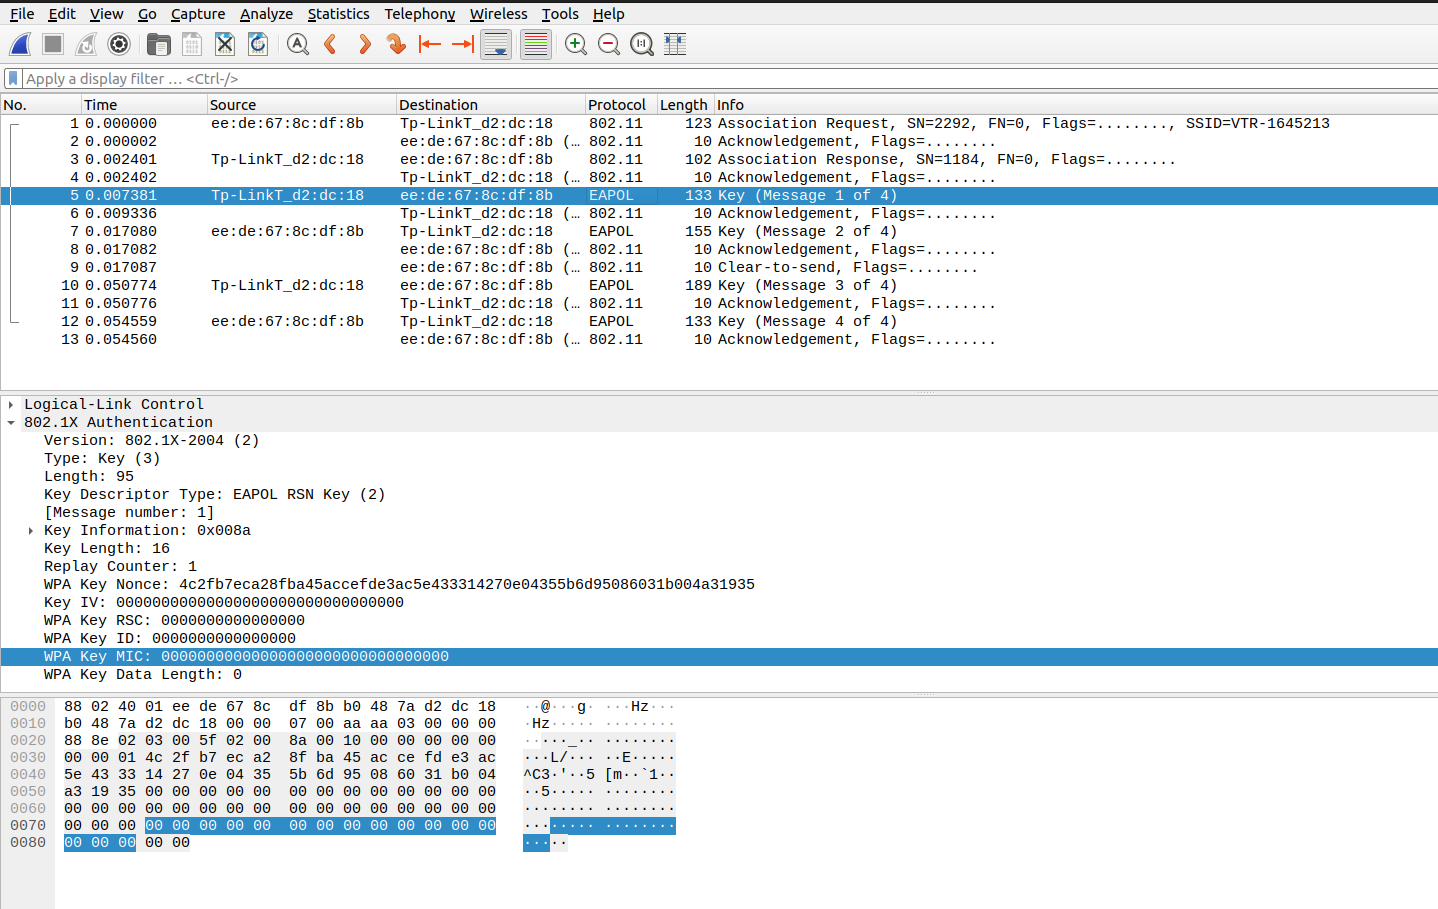 File Edit View Go Capture Analyze Statistics Telephony Wireless Tools Help
Apply a display filter … <Ctrl-/>
No. Time Source Destination Protocol Length Info
1 0.000000 ee:de:67:8c:df:8b Tp-LinkT_d2:dc:18 802.11 123 Association Request, SN=2292, FN=0, Flags=........, SSID=VTR-1645213
2 0.000002 ee:de:67:8c:df:8b (… 802.11 10 Acknowledgement, Flags=........
3 0.002401 Tp-LinkT_d2:dc:18 ee:de:67:8c:df:8b 802.11 102 Association Response, SN=1184, FN=0, Flags=........
4 0.002402 Tp-LinkT_d2:dc:18 (… 802.11 10 Acknowledgement, Flags=........
5 0.007381 Tp-LinkT_d2:dc:18 ee:de:67:8c:df:8b EAPOL 133 Key (Message 1 of 4)
6 0.009336 Tp-LinkT_d2:dc:18 (… 802.11 10 Acknowledgement, Flags=........
7 0.017080 ee:de:67:8c:df:8b Tp-LinkT_d2:dc:18 EAPOL 155 Key (Message 2 of 4)
8 0.017082 ee:de:67:8c:df:8b (… 802.11 10 Acknowledgement, Flags=........
9 0.017087 ee:de:67:8c:df:8b (… 802.11 10 Clear-to-send, Flags=........
10 0.050774 Tp-LinkT_d2:dc:18 ee:de:67:8c:df:8b EAPOL 189 Key (Message 3 of 4)
11 0.050776 Tp-LinkT_d2:dc:18 (… 802.11 10 Acknowledgement, Flags=........
12 0.054559 ee:de:67:8c:df:8b Tp-LinkT_d2:dc:18 EAPOL 133 Key (Message 4 of 4)
13 0.054560 ee:de:67:8c:df:8b (… 802.11 10 Acknowledgement, Flags=........
Logical-Link Control
802.1X Authentication
Version: 802.1X-2004 (2)
Type: Key (3)
Length: 95
Key Descriptor Type: EAPOL RSN Key (2)
[Message number: 1]
Key Information: 0x008a
Key Length: 16
Replay Counter: 1
WPA Key Nonce: 4c2fb7eca28fba45accefde3ac5e433314270e04355b6d95086031b004a31935
Key IV: 00000000000000000000000000000000
WPA Key RSC: 0000000000000000
WPA Key ID: 0000000000000000
WPA Key MIC: 00000000000000000000000000000000
WPA Key Data Length: 0
0000 88 02 40 01 ee de 67 8c df 8b b0 48 7a d2 dc 18 ··@···g· ···Hz···
0010 b0 48 7a d2 dc 18 00 00 07 00 aa aa 03 00 00 00 ·Hz····· ········
0020 88 8e 02 03 00 5f 02 00 8a 00 10 00 00 00 00 00 ·····_·· ········
0030 00 00 01 4c 2f b7 ec a2 8f ba 45 ac ce fd e3 ac ···L/··· ··E·····
0040 5e 43 33 14 27 0e 04 35 5b 6d 95 08 60 31 b0 04 ^C3·'··5 [m··`1··
0050 a3 19 35 00 00 00 00 00 00 00 00 00 00 00 00 00 ··5····· ········
0060 00 00 00 00 00 00 00 00 00 00 00 00 00 00 00 00 ········ ········
0070 00 00 00 00 00 00 00 00 00 00 00 00 00 00 00 00 ········ ········
0080 00 00 00 00 00 ·····